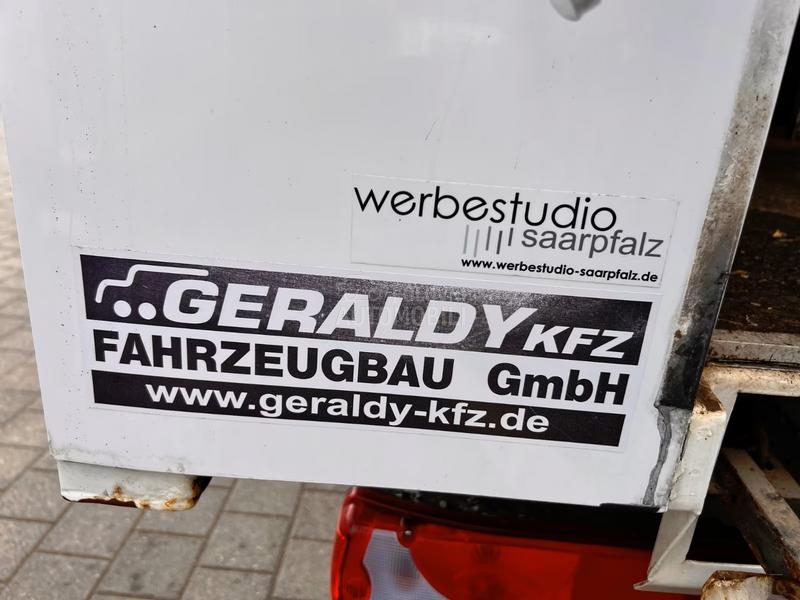 werbestudio
saarpfalz
www.werbestudio-saarpfalz.de
GERALDY KFZ
FAHRZEUGBAU GmbH
www.geraldy-kfz.de